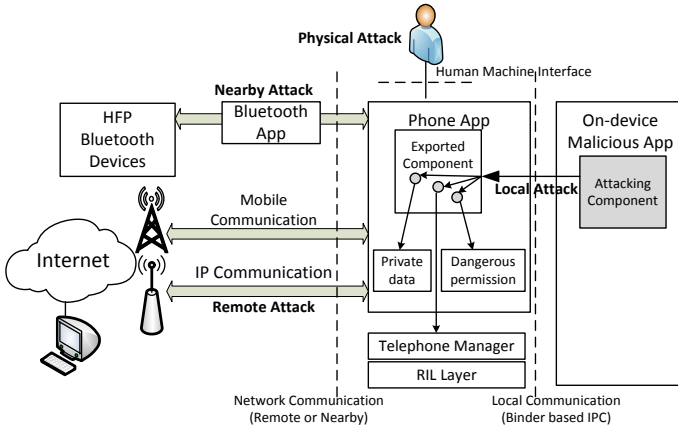 Physical Attack
Human Machine Interface
Nearby Attack
HFP
Bluetooth
Devices
Bluetooth
App
Phone App
Exported
Component
On-device
Malicious App
Attacking
Component
Local Attack
Mobile
Communication
Internet
IP Communication
Remote Attack
Private
data
Dangerous
permission
Telephone Manager
RIL Layer
Network Communication
(Remote or Nearby)
Local Communication
(Binder based IPC)